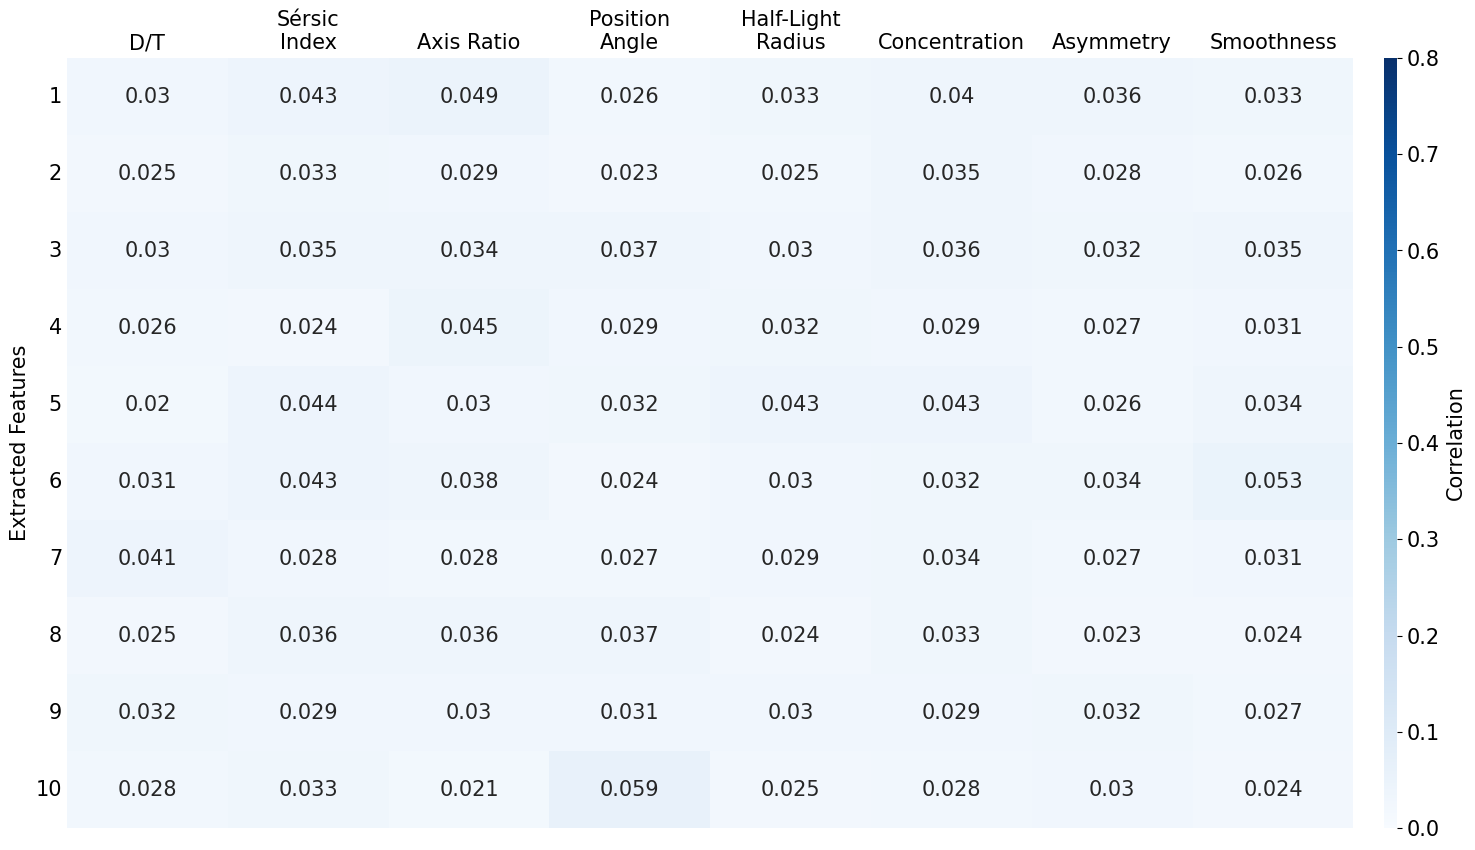 Sérsic
Index
Position
Angle
Half-Light
Radius
D/T Axis Ratio Concentration Asymmetry Smoothness
1 0.03 0.043 0.049 0.026 0.033 0.04 0.036 0.033
2 0.025 0.033 0.029 0.023 0.025 0.035 0.028 0.026
3 0.03 0.035 0.034 0.037 0.03 0.036 0.032 0.035
4 0.026 0.024 0.045 0.029 0.032 0.029 0.027 0.031
5 0.02 0.044 0.03 0.032 0.043 0.043 0.026 0.034
6 0.031 0.043 0.038 0.024 0.03 0.032 0.034 0.053
7 0.041 0.028 0.028 0.027 0.029 0.034 0.027 0.031
8 0.025 0.036 0.036 0.037 0.024 0.033 0.023 0.024
9 0.032 0.029 0.03 0.031 0.03 0.029 0.032 0.027
10 0.028 0.033 0.021 0.059 0.025 0.028 0.03 0.024
Extracted Features
0.8
0.7
0.6
0.5
0.4
0.3
0.2
0.1
0.0
Correlation